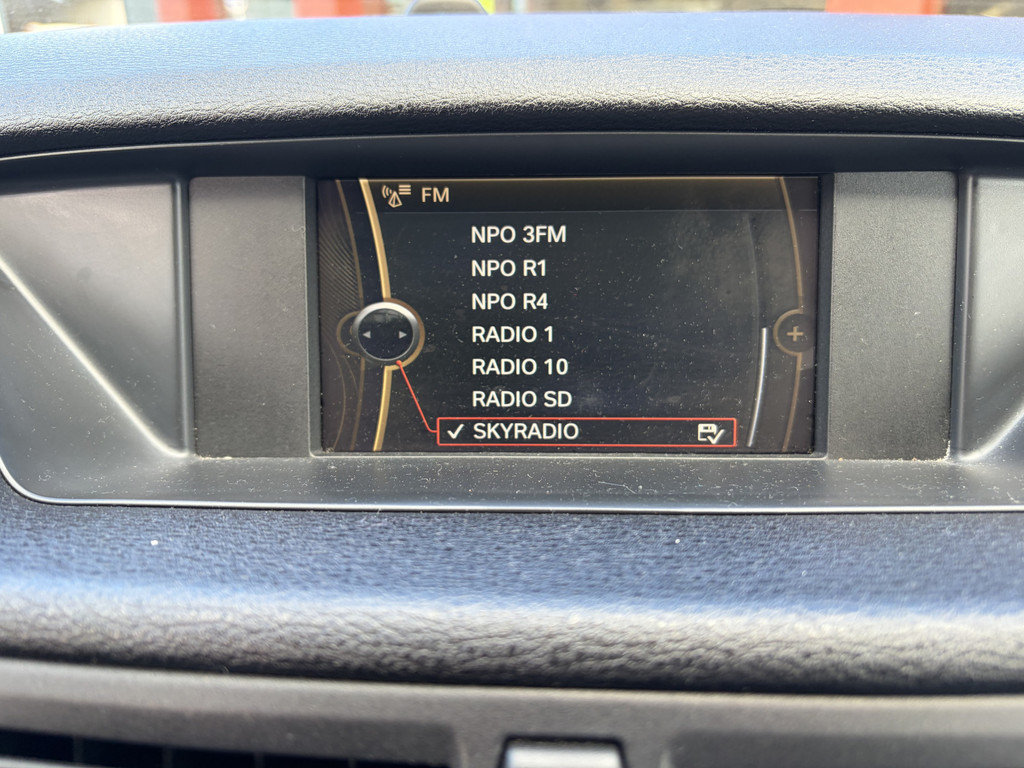 FM
NPO 3FM
NPO R1
NPO R4
RADIO 1
RADIO 10
RADIO SD
SKYRADIO